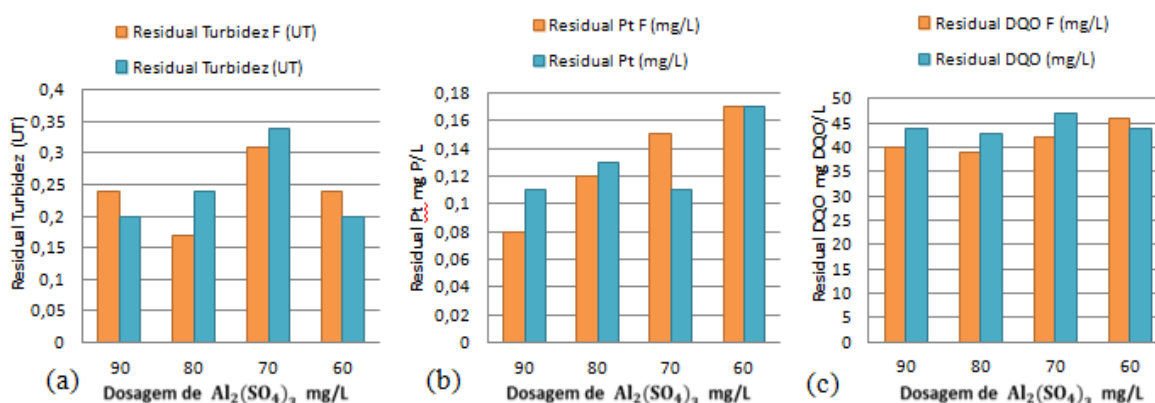 Residual Turbidez F (UT)
Residual Turbidez (UT)
0,4
0,35
0,3
0,25
0,2
0,15
0,1
0,05
0
Residual Turbidez (UT)
90 80 70 60
(a) Dosagem de Al₂(SO₄)₃ mg/L
Residual Pt F (mg/L)
Residual Pt (mg/L)
0,18
0,16
0,14
0,12
0,1
0,08
0,06
0,04
0,02
0
Residual Pt mg P/L
90 80 70 60
(b) Dosagem de Al₂(SO₄)₃ mg/L
Residual DQO F (mg/L)
Residual DQO (mg/L)
50
45
40
35
30
25
20
15
10
5
0
Residual DQO mg DQO/L
90 80 70 60
(c) Dosagem de Al₂(SO₄)₃ mg/L